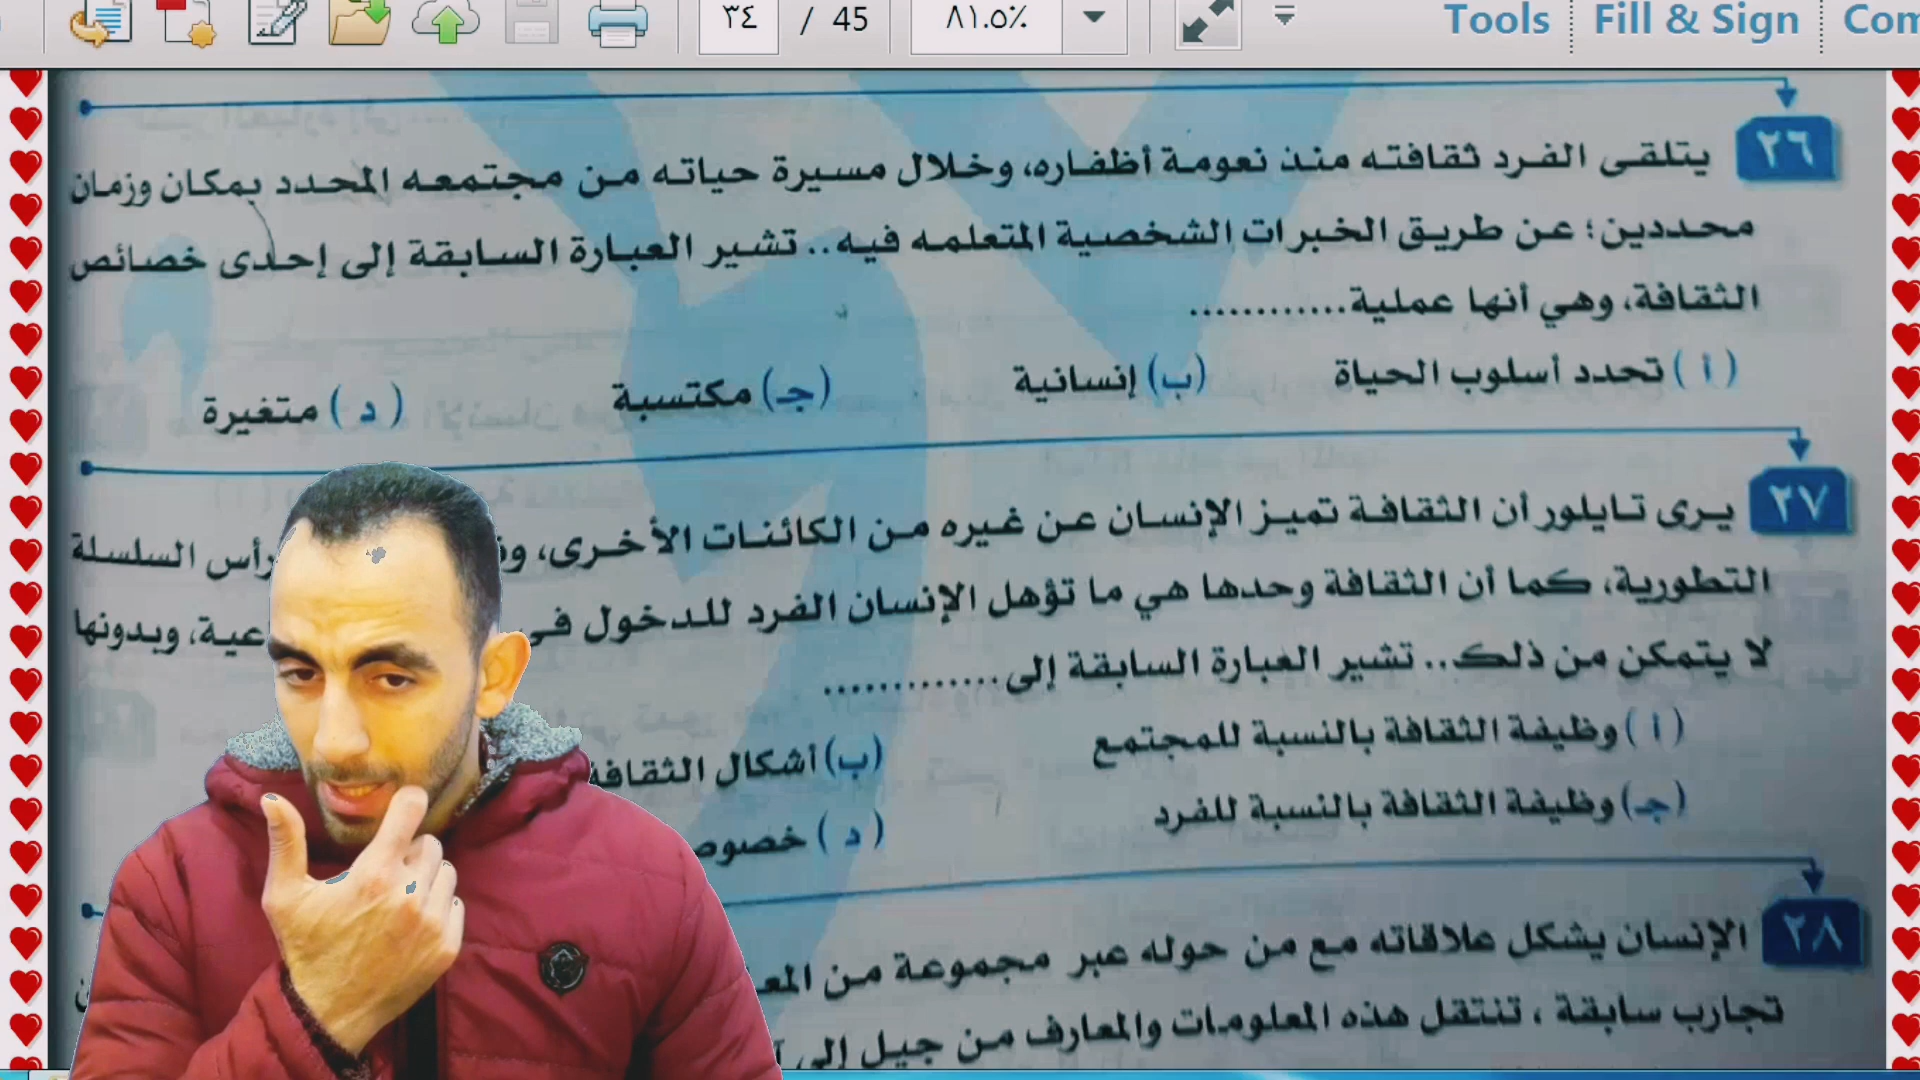 ٣٤ / 45 ٨١.٥٪ Tools Fill & Sign Com
٢٦ يتلقى الفرد ثقافته منذ نعومة أظفاره، وخلال مسيرة حياته من مجتمعه المحدد بمكان وزمان
محددين؛ عن طريق الخبرات الشخصية المتعلمه فيه.. تشير العبارة السابقة إلى إحدى خصائص
الثقافة، وهي أنها عملية............
( أ ) تحدد أسلوب الحياة (ب) إنسانية (جـ) مكتسبة ( د ) متغيرة
٢٧ يرى تايلور أن الثقافة تميز الإنسان عن غيره من الكائنات الأخرى، رأس السلسلة
التطورية، كما أن الثقافة وحدها هي ما تؤهل الإنسان الفرد للدخول في عية، وبدونها
لا يتمكن من ذلك.. تشير العبارة السابقة إلى.............
( أ ) وظيفة الثقافة بالنسبة للمجتمع (ب) أشكال الثقافة
(جـ) وظيفة الثقافة بالنسبة للفرد ( د ) خصوص
٢٨ الإنسان يشكل علاقاته مع من حوله عبر مجموعة من المع
تجارب سابقة ، تنتقل هذه المعلومات والمعارف من جيل إلى